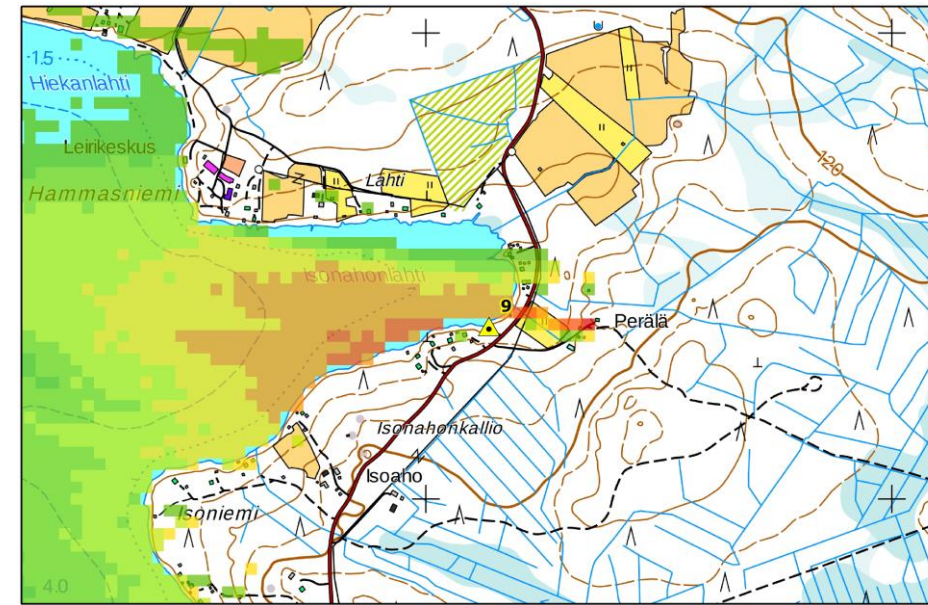 1.5
Hiekanlahti
120
Leirikeskus
Lahti
Hammasniemi
Isonahonlahti
9
Perälä
Isonahonkallio
Isoaho
Isoniemi
4.0